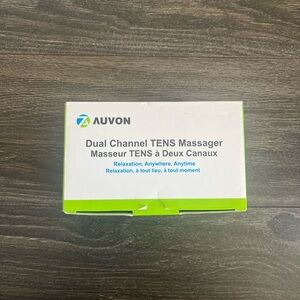 AUVON
Dual Channel TENS Massager
Masseur TENS à Deux Canaux
Relaxation, Anywhere, Anytime
Relaxation, à tout lieu, à tout moment